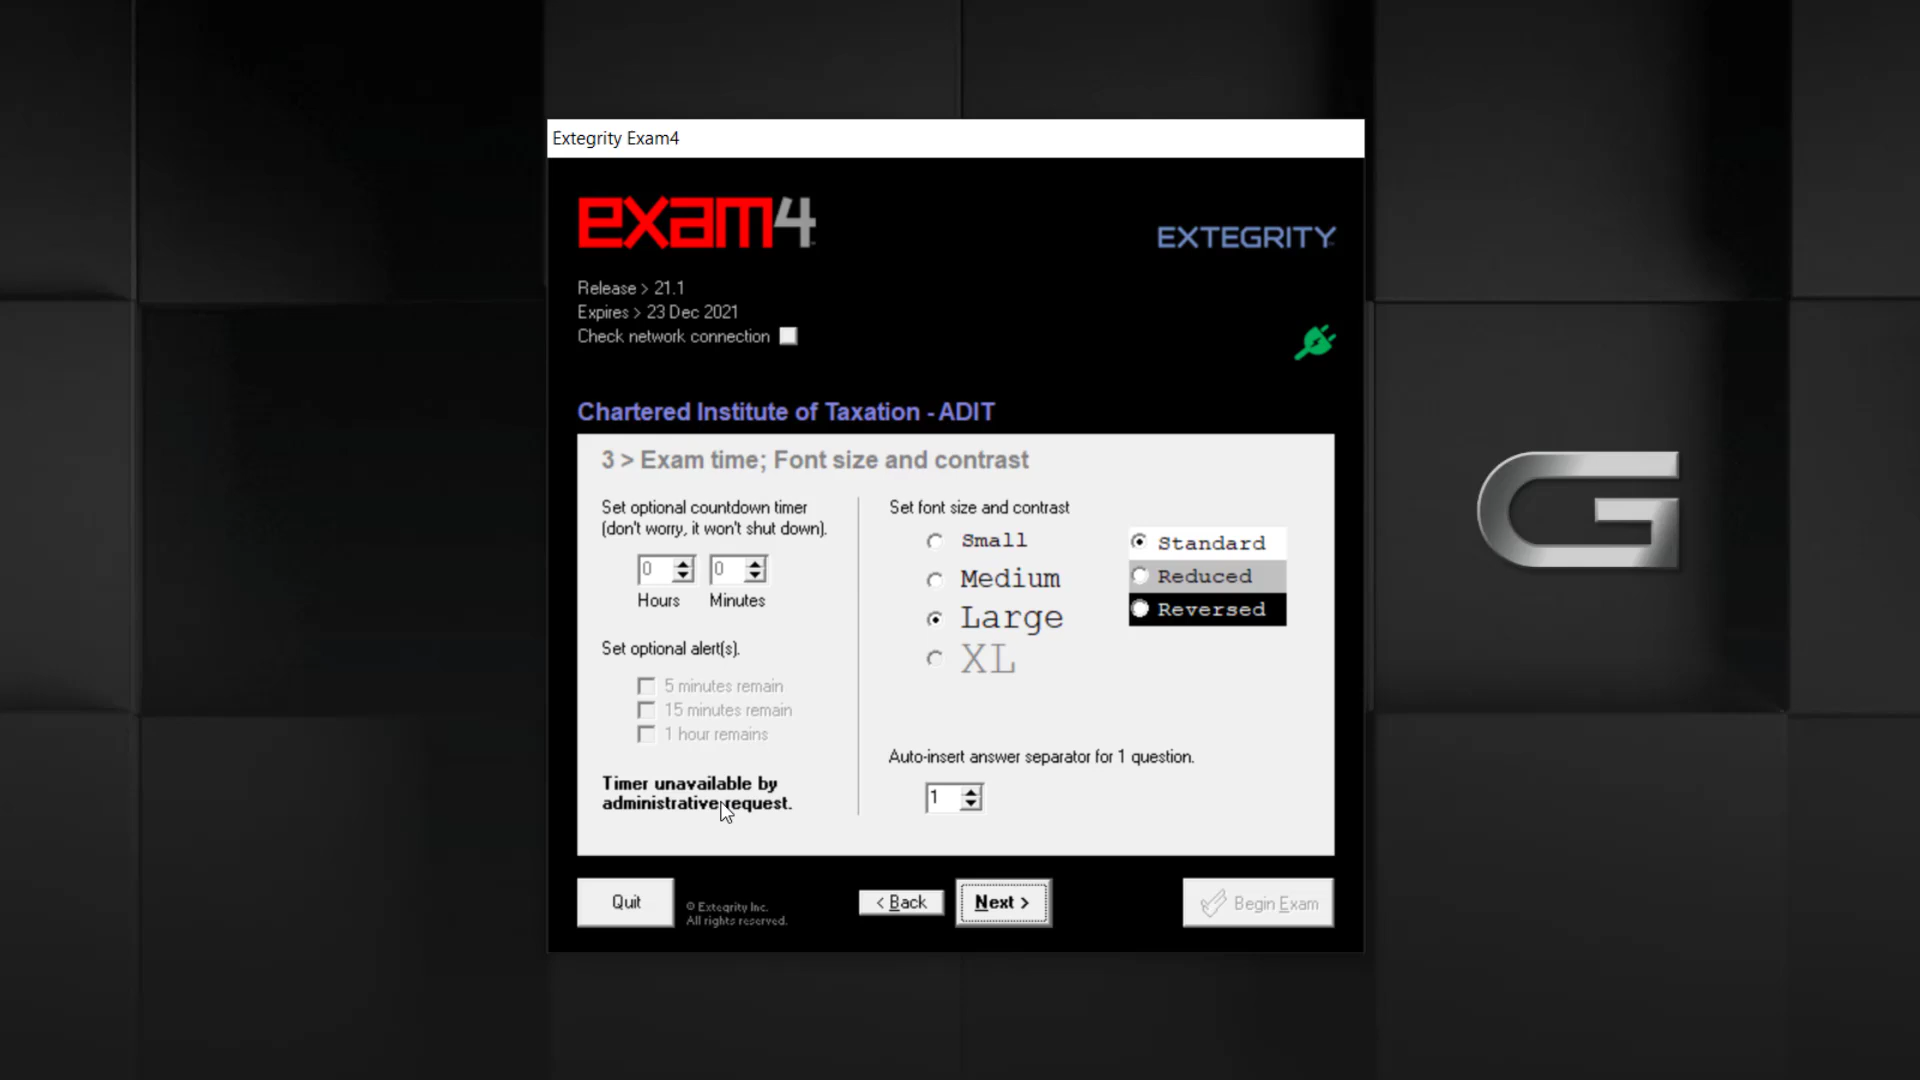 Extegrity Exam4
exam4
EXTEGRITY
Release > 21.1
Expires > 23 Dec 2021
Check network connection
Chartered Institute of Taxation - ADIT
3 > Exam time; Font size and contrast
Set optional countdown timer
(don't worry, it won't shut down).
0
0
Hours
Minutes
Set optional alert(s).
5 minutes remain
15 minutes remain
1 hour remains
Timer unavailable by
administrative request.
Set font size and contrast
Small
Medium
Large
XL
Standard
Reduced
Reversed
Auto-insert answer separator for 1 question.
1
Quit
© Extegrity Inc.
All rights reserved.
< Back
Next >
Begin Exam
G